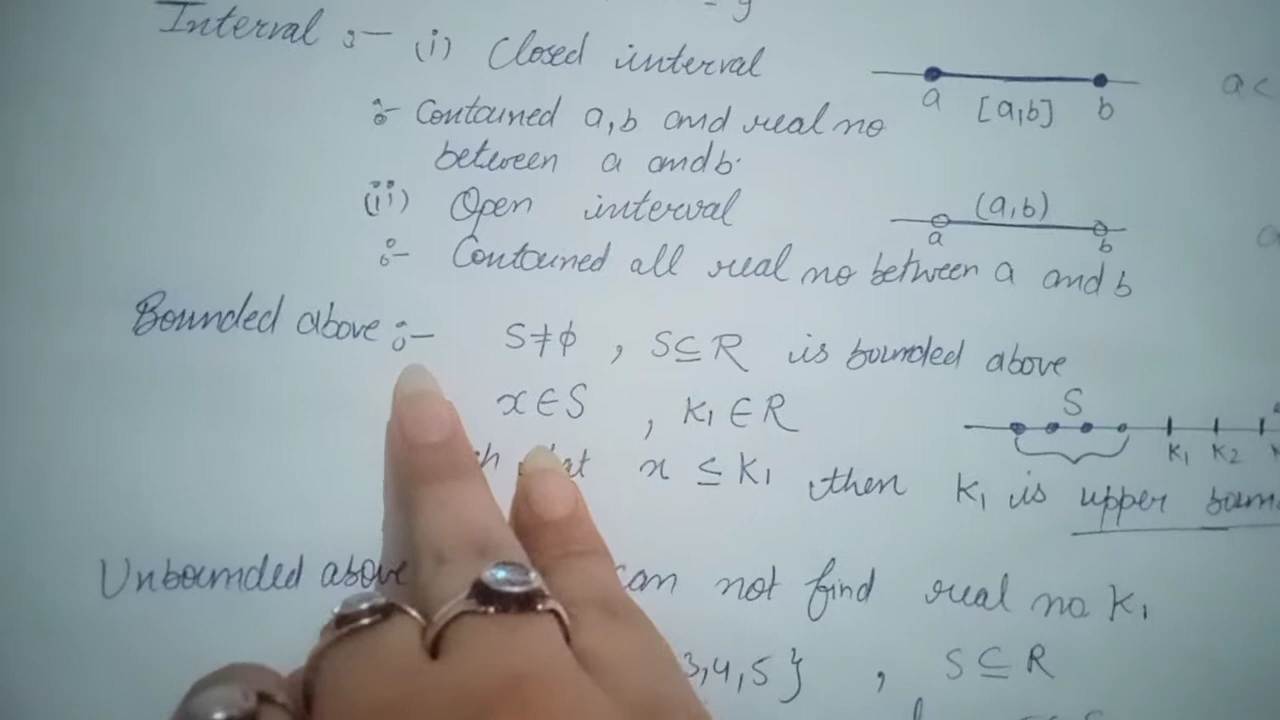 Interval :- (i) Closed interval
a [a,b] b
a<
:- Contained a,b and real no
between a and b.
(ii) Open interval
(a,b)
a b
:- Contained all real no between a and b
Bounded above :- S≠ϕ , S⊆R is bounded above
x∈S , K₁∈R
S
K₁ K₂
x ≤ K₁ then K₁ is upper boun
Unbounded above can not find real no K₁
3,4,5} , S⊆R